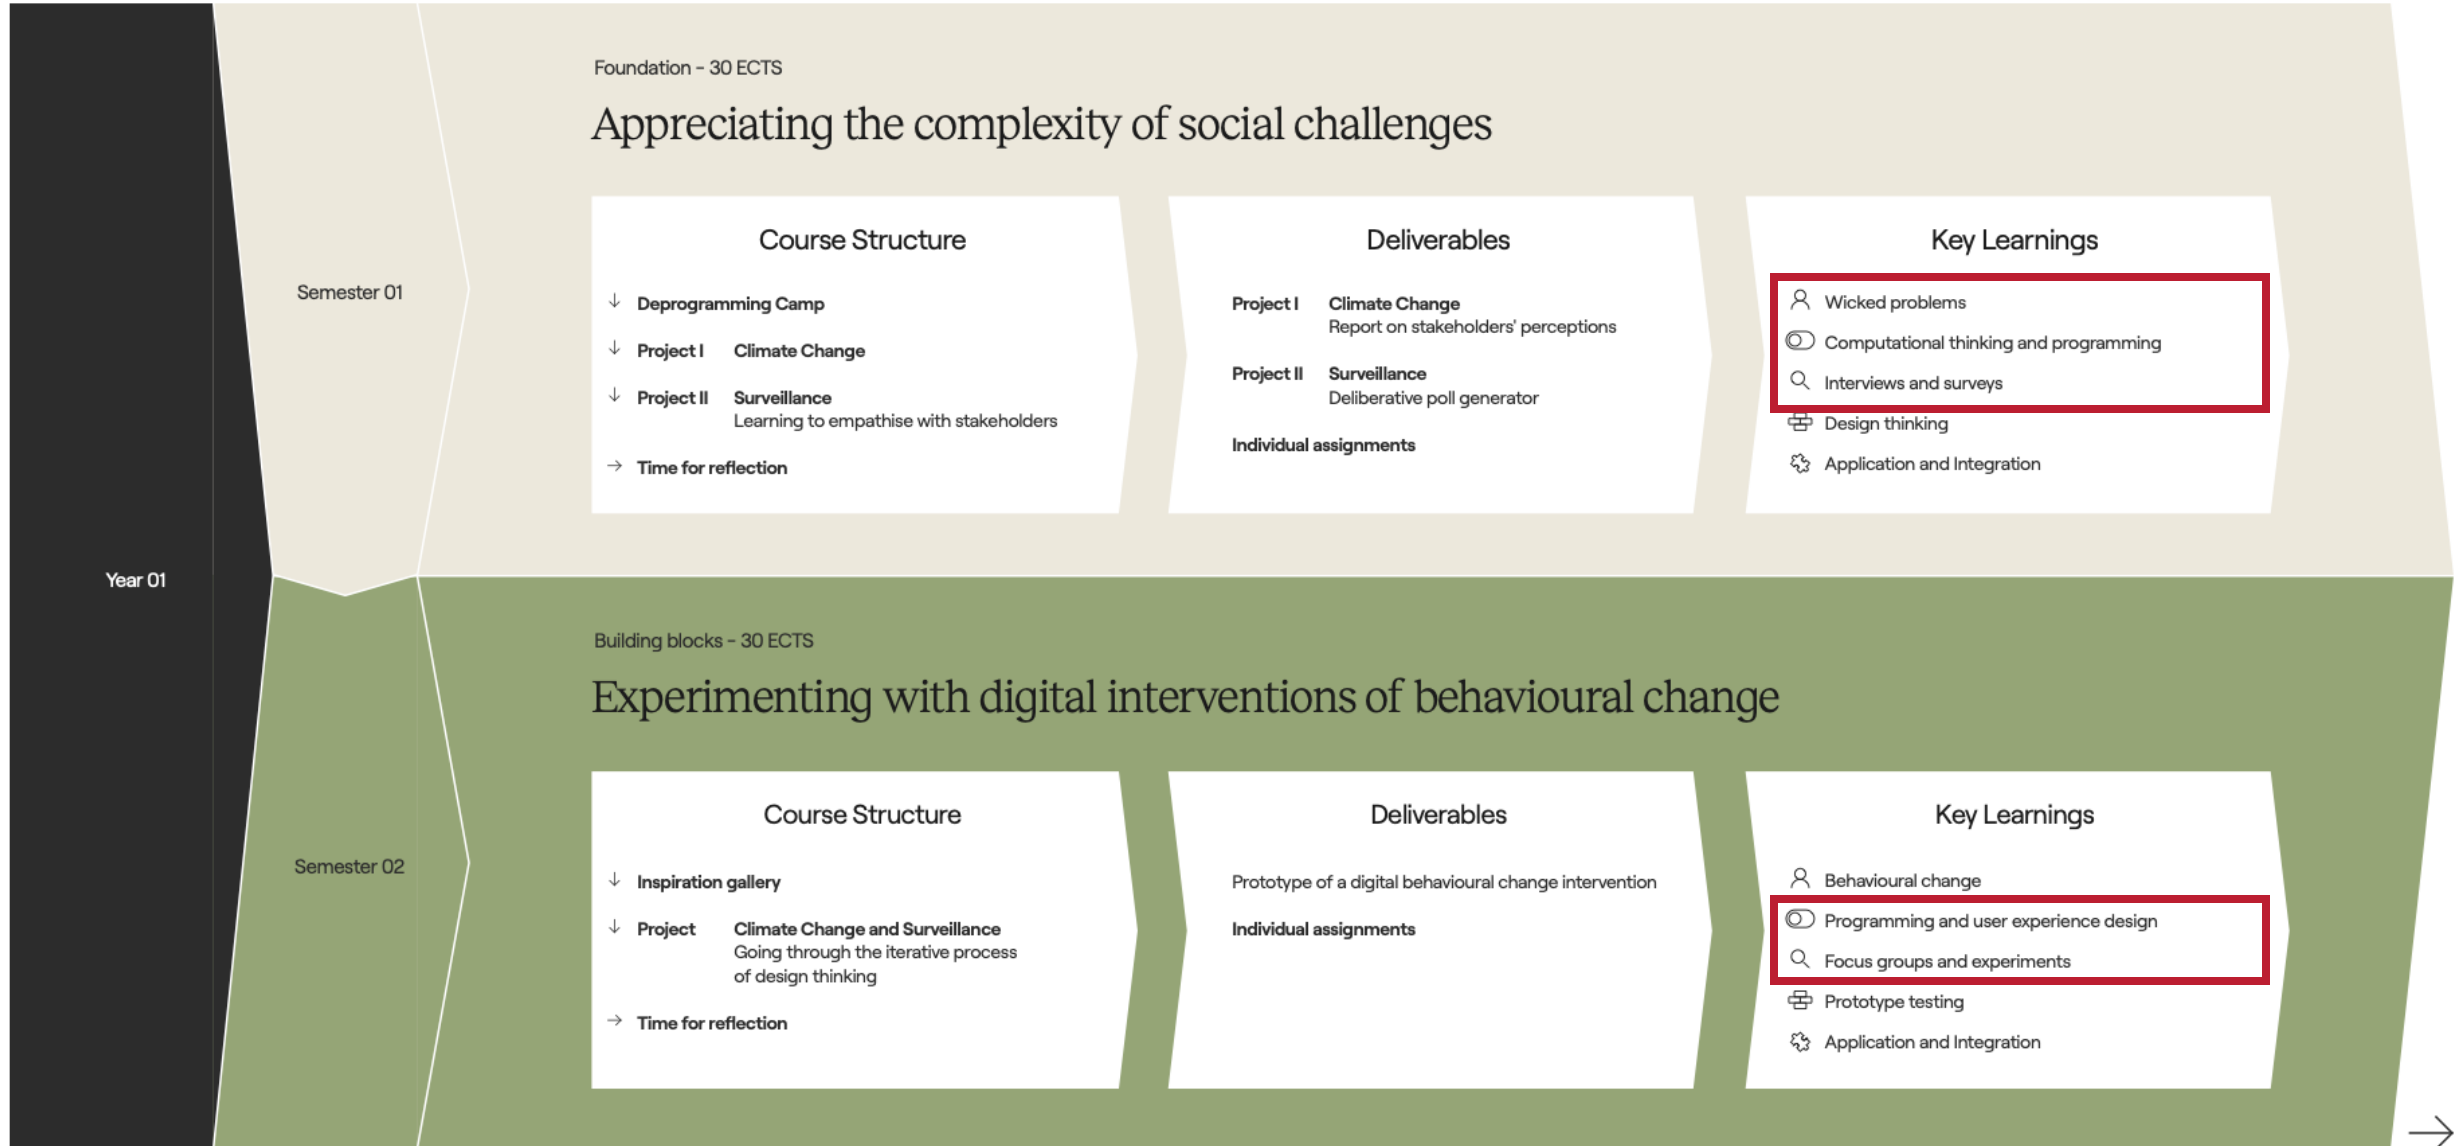 Year 01
Semester 01
Foundation - 30 ECTS
Appreciating the complexity of social challenges
Course Structure
Deprogramming Camp
Project I Climate Change
Project II Surveillance
Learning to empathise with stakeholders
Time for reflection
Deliverables
Project I Climate Change
Report on stakeholders' perceptions
Project II Surveillance
Deliberative poll generator
Individual assignments
Key Learnings
Wicked problems
Computational thinking and programming
Interviews and surveys
Design thinking
Application and Integration
Semester 02
Building blocks - 30 ECTS
Experimenting with digital interventions of behavioural change
Course Structure
Inspiration gallery
Project Climate Change and Surveillance
Going through the iterative process
of design thinking
Time for reflection
Deliverables
Prototype of a digital behavioural change intervention
Individual assignments
Key Learnings
Behavioural change
Programming and user experience design
Focus groups and experiments
Prototype testing
Application and Integration